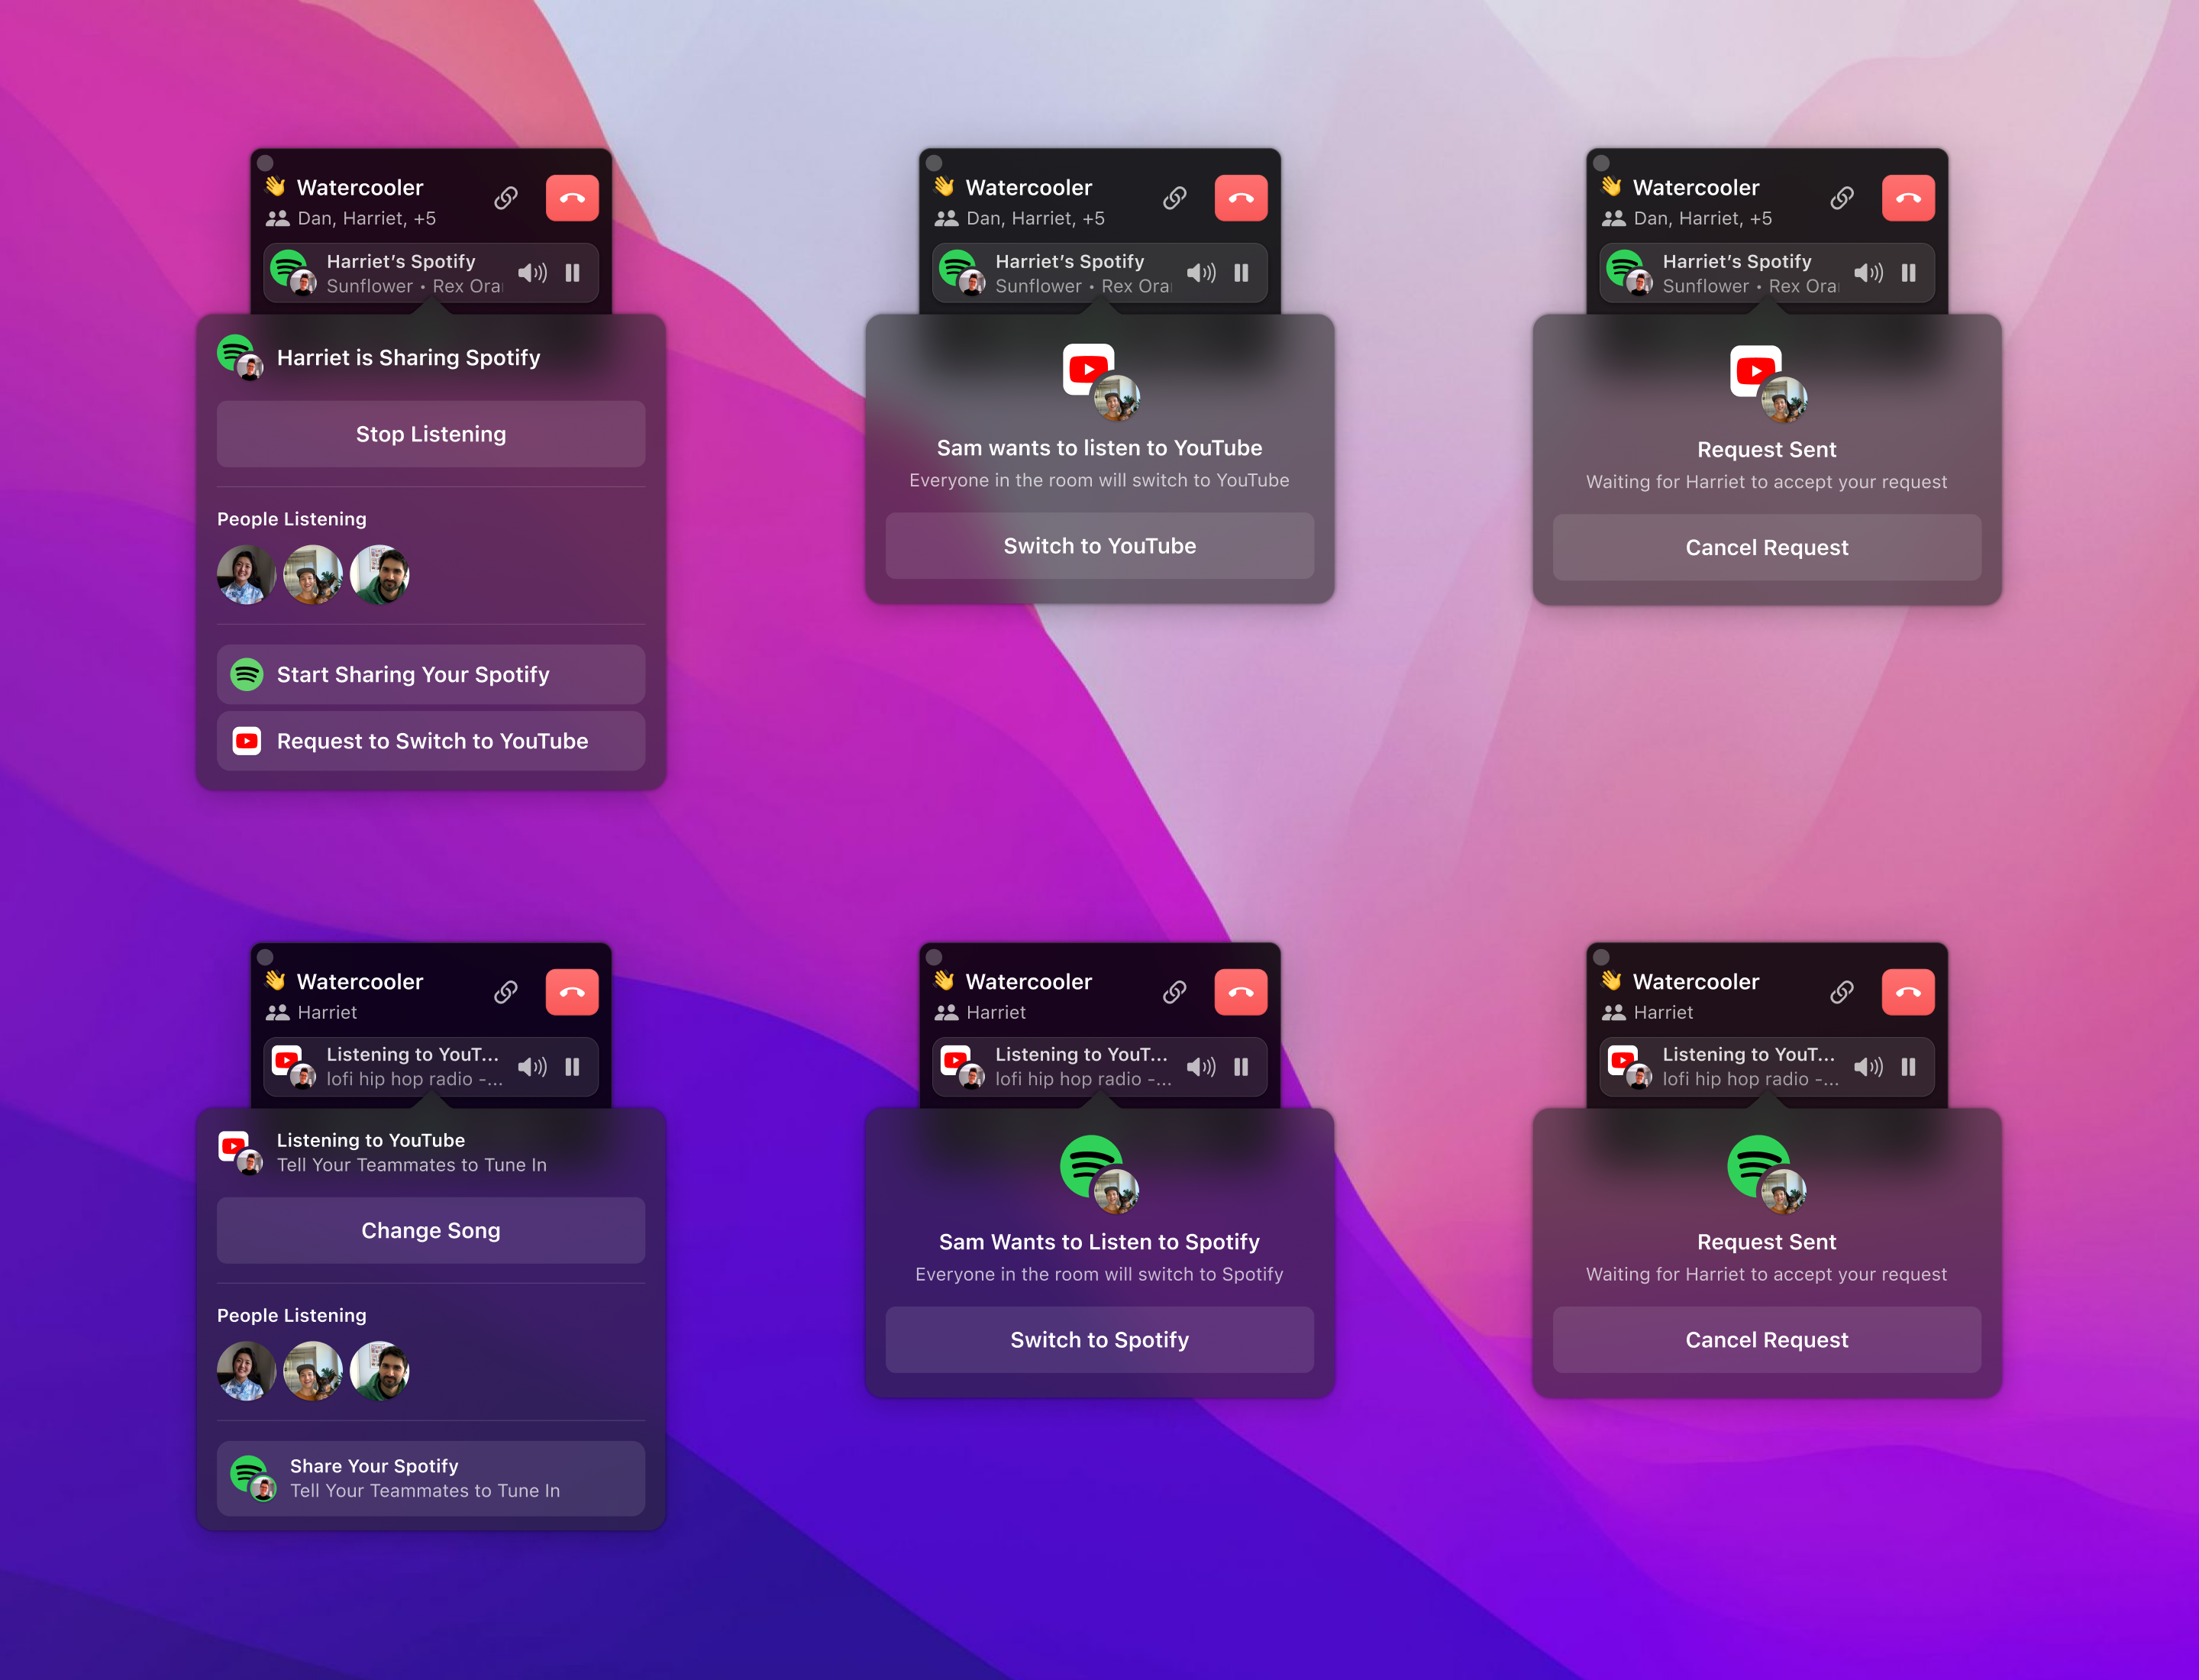 Watercooler
Dan, Harriet, +5
Harriet’s Spotify
Sunflower • Rex Ora
Harriet is Sharing Spotify
Stop Listening
People Listening
Start Sharing Your Spotify
Request to Switch to YouTube
Watercooler
Dan, Harriet, +5
Harriet’s Spotify
Sunflower • Rex Ora
Sam wants to listen to YouTube
Everyone in the room will switch to YouTube
Switch to YouTube
Watercooler
Dan, Harriet, +5
Harriet’s Spotify
Sunflower • Rex Ora
Request Sent
Waiting for Harriet to accept your request
Cancel Request
Watercooler
Harriet
Listening to YouT...
lofi hip hop radio -...
Listening to YouTube
Tell Your Teammates to Tune In
Change Song
People Listening
Share Your Spotify
Tell Your Teammates to Tune In
Watercooler
Harriet
Listening to YouT...
lofi hip hop radio -...
Sam Wants to Listen to Spotify
Everyone in the room will switch to Spotify
Switch to Spotify
Watercooler
Harriet
Listening to YouT...
lofi hip hop radio -...
Request Sent
Waiting for Harriet to accept your request
Cancel Request